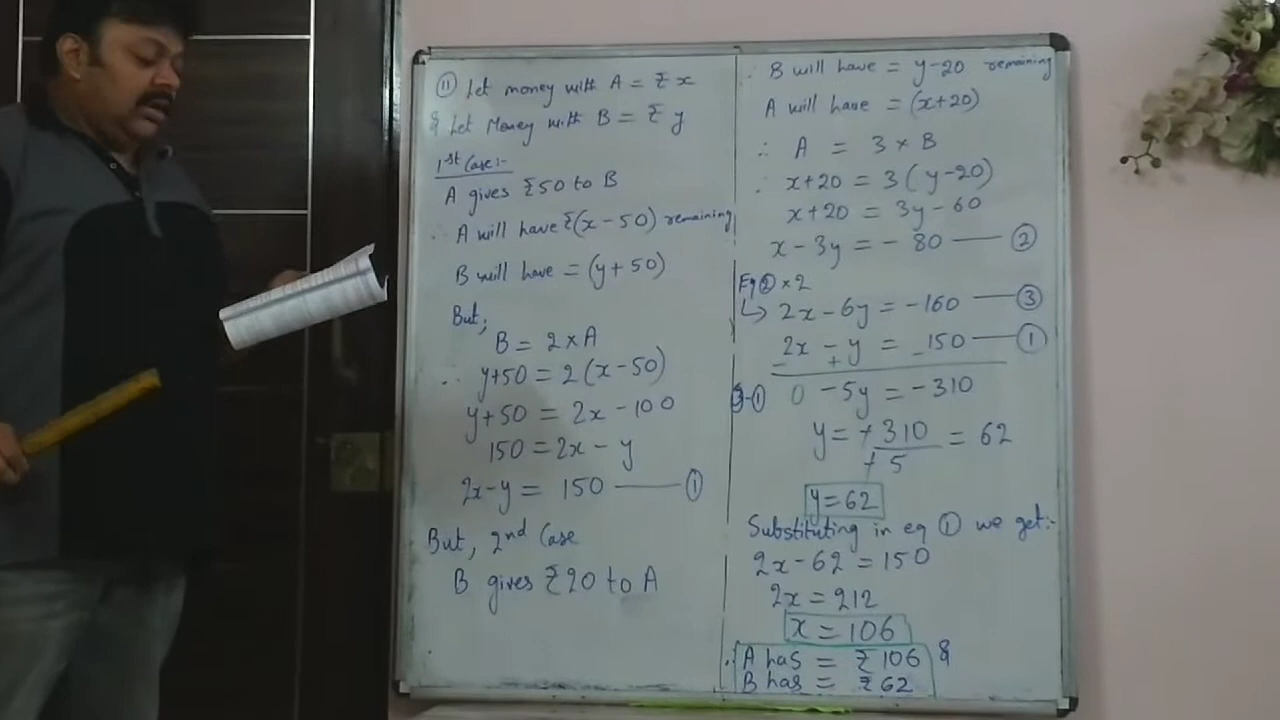 ⑪ Let money with A = ₹ x
& Let Money with B = ₹ y
1st Case:-
A gives ₹50 to B
∴ A will have ₹(x-50) remaining
B will have = (y+50)
But,
B = 2 × A
∴ y+50 = 2(x-50)
y+50 = 2x-100
150 = 2x-y
2x-y = 150 —— ①
But, 2nd Case
B gives ₹20 to A
∴ B will have = y-20 remaining
A will have = (x+20)
∴ A = 3 × B
∴ x+20 = 3(y-20)
x+20 = 3y-60
x-3y = -80 —— ②
Eq② × 2
↳ 2x-6y = -160 —— ③
2x - y = 150 —— ①
- + -
③-① 0 -5y = -310
y = +310/+5 = 62
y=62
Substituting in eq ① we get:-
2x-62 = 150
2x = 212
x = 106
∴ A has = ₹106 &
B has = ₹62